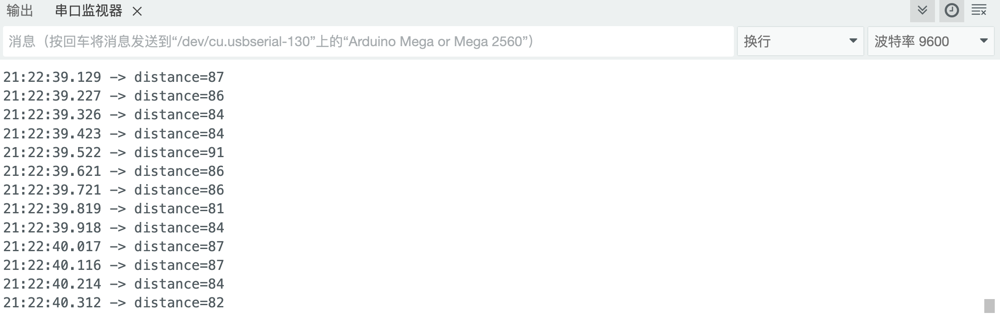 输出 串口监视器
消息（按回车将消息发送到“/dev/cu.usbserial-130”上的“Arduino Mega or Mega 2560”） 换行 波特率 9600
21:22:39.129 -> distance=87
21:22:39.227 -> distance=86
21:22:39.326 -> distance=84
21:22:39.423 -> distance=84
21:22:39.522 -> distance=91
21:22:39.621 -> distance=86
21:22:39.721 -> distance=86
21:22:39.819 -> distance=81
21:22:39.918 -> distance=84
21:22:40.017 -> distance=87
21:22:40.116 -> distance=87
21:22:40.214 -> distance=84
21:22:40.312 -> distance=82